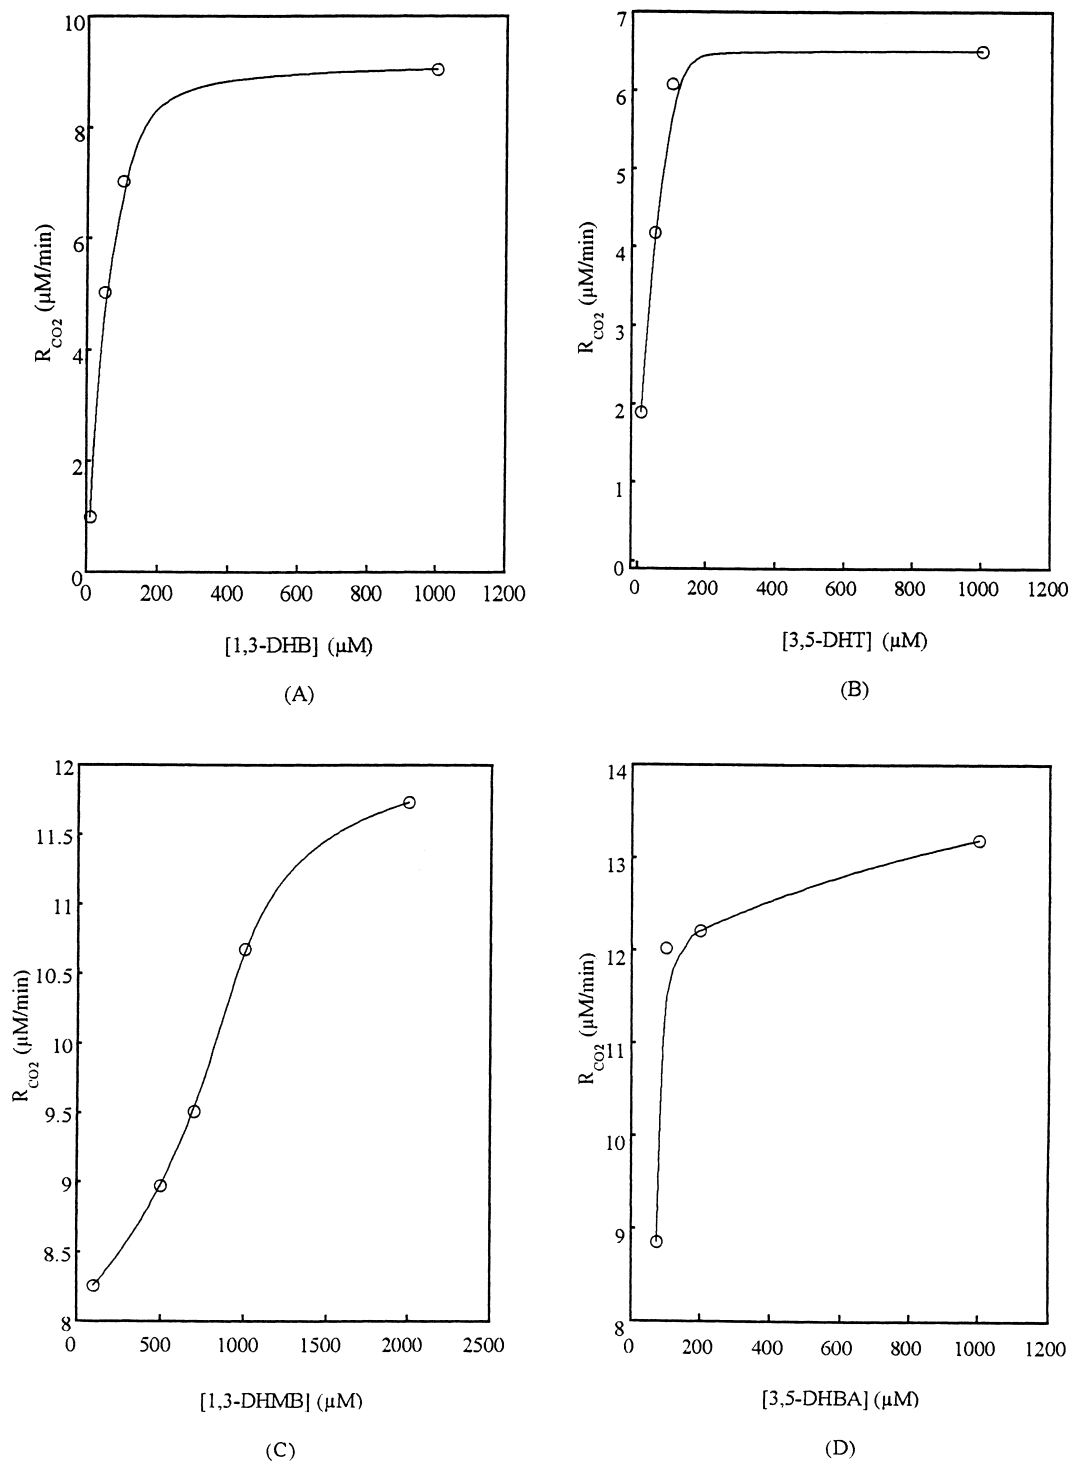 10
8
6
4
2
0
R_CO2 (μM/min)
0 200 400 600 800 1000 1200
[1,3-DHB] (μM)
(A)
7
6
5
4
3
2
1
0
R_CO2 (μM/min)
0 200 400 600 800 1000 1200
[3,5-DHT] (μM)
(B)
12
11.5
11
10.5
10
9.5
9
8.5
8
R_CO2 (μM/min)
0 500 1000 1500 2000 2500
[1,3-DHMB] (μM)
(C)
14
13
12
11
10
9
8
R_CO2 (μM/min)
0 200 400 600 800 1000 1200
[3,5-DHBA] (μM)
(D)